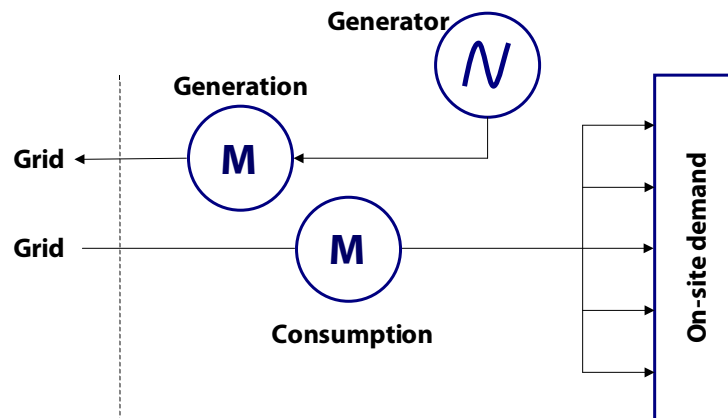 Generator
Generation
M
Grid
Grid
M
Consumption
On-site demand